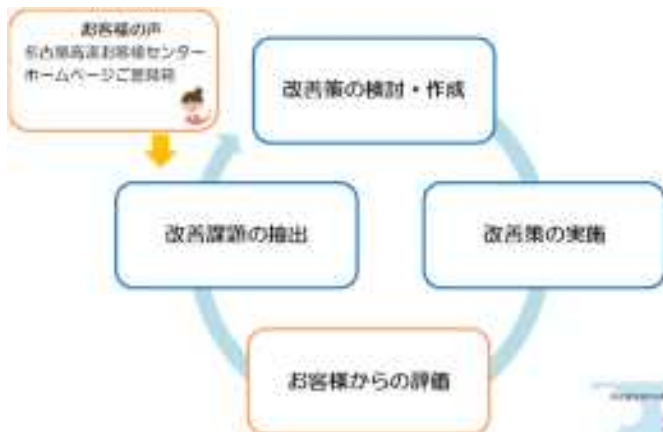 お客様の声
名古屋高速お客様センター
ホームページご意見箱
改善策の検討・作成
改善課題の抽出
改善策の実施
お客様からの評価